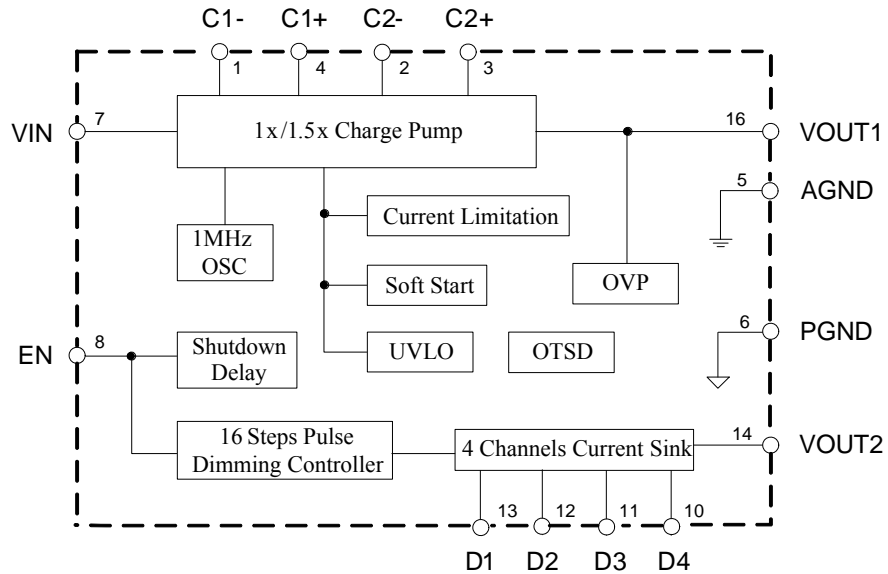 C1- C1+ C2- C2+
1 4 2 3
VIN 7 1x/1.5x Charge Pump 16 VOUT1
5 AGND
Current Limitation
1MHz
OSC
Soft Start OVP
6 PGND
EN 8 Shutdown
Delay
UVLO OTSD
16 Steps Pulse
Dimming Controller
4 Channels Current Sink 14 VOUT2
13 12 11 10
D1 D2 D3 D4